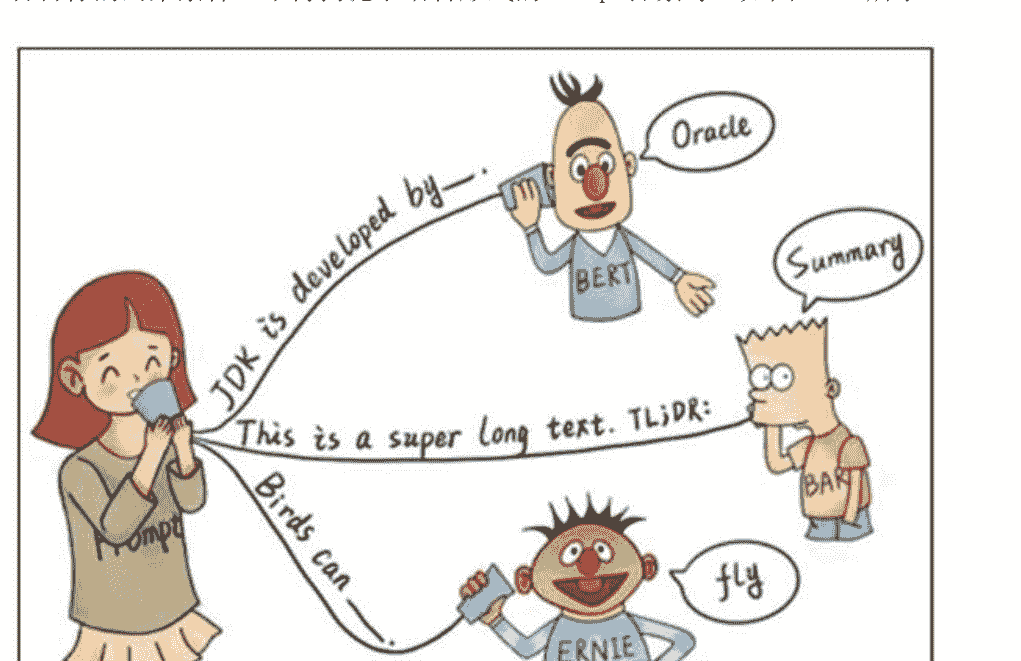 JDK is developed by —.
Oracle
BERT
Summary
This is a super long text. TL;DR:
BAR
Prompt
Birds can —.
fly
ERNIE